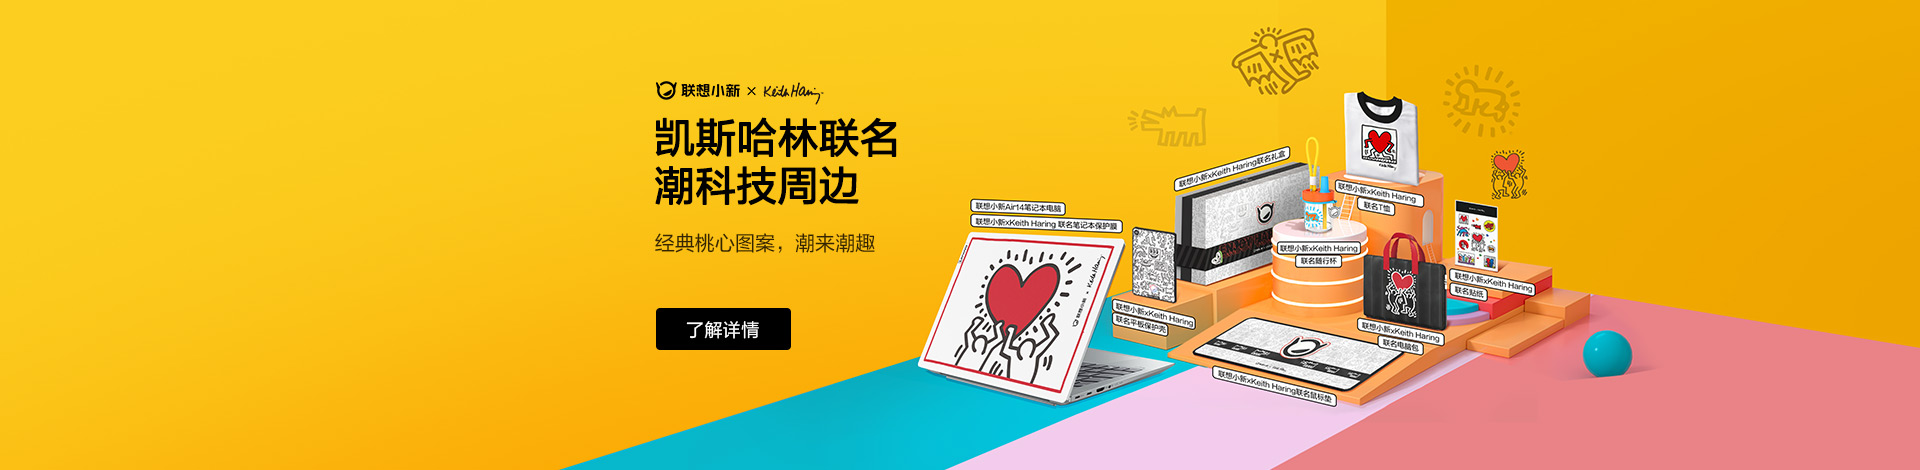 联想小新 × Keith Haring
凯斯哈林联名
潮科技周边
经典桃心图案，潮来潮趣
了解详情
联想小新Air14笔记本电脑
联想小新xKeith Haring 联名笔记本保护膜
联想小新xKeith Haring
联名平板保护壳
联想小新xKeith Haring联名礼盒
联想小新xKeith Haring
联名随行杯
联想小新xKeith Haring
联名T恤
联想小新xKeith Haring
联名贴纸
联想小新xKeith Haring
联名电脑包
联想小新xKeith Haring联名鼠标垫
联想小新 × Keith Haring